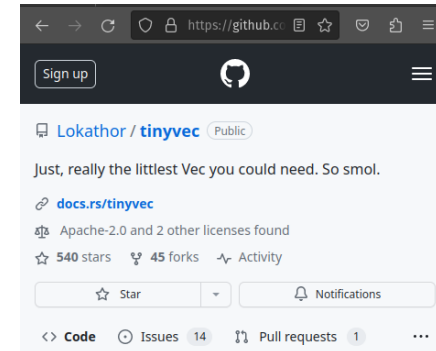 https://github.co
Sign up
Lokathor / tinyvec Public
Just, really the littlest Vec you could need. So smol.
docs.rs/tinyvec
Apache-2.0 and 2 other licenses found
540 stars 45 forks Activity
Star Notifications
Code Issues 14 Pull requests 1